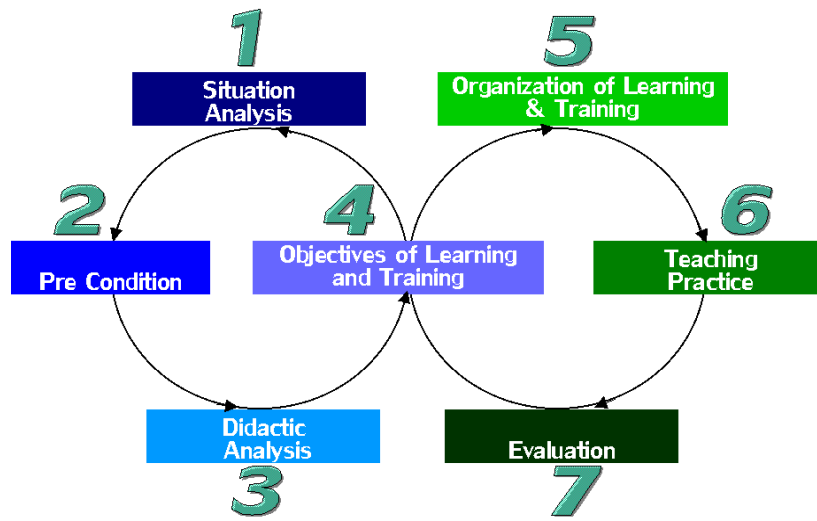 1
Situation
Analysis
5
Organization of Learning
& Training
2
Pre Condition
4
Objectives of Learning
and Training
6
Teaching
Practice
Didactic
Analysis
3
Evaluation
7